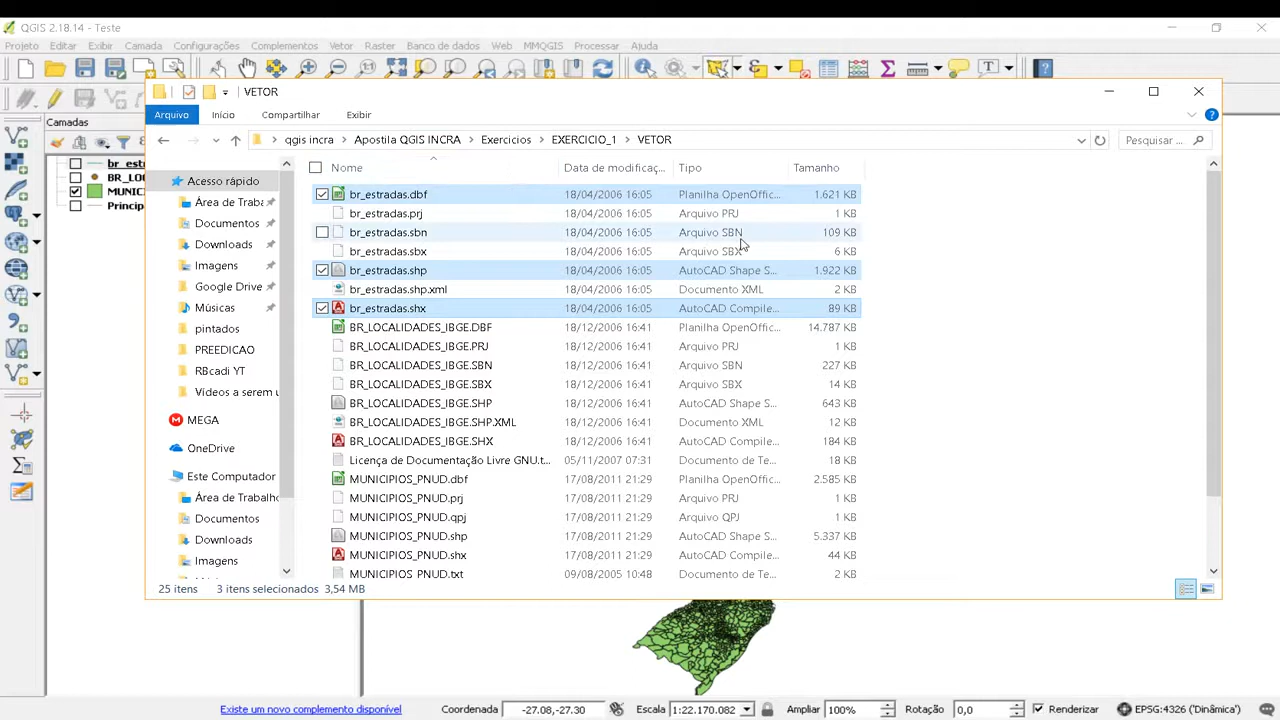 QGIS 2.18.14 - Teste
Projeto Editar Exibir Camada Configurações Complementos Vetor Raster Banco de dados Web MMQGIS Processar Ajuda
Camadas
VETOR
Arquivo Início Compartilhar Exibir
qgis incra Apostila QGIS INCRA Exercicios EXERCICIO_1 VETOR
Pesquisar ...
Nome Data de modificaç... Tipo Tamanho
br_est
BR_LO
MUNIC
Princip
Acesso rápido
Área de Traba
Documentos
Downloads
Imagens
Google Drive
Músicas
pintados
PREEDICAO
RBcadi YT
Vídeos a serem u
MEGA
OneDrive
Este Computador
Área de Trabalho
Documentos
Downloads
Imagens
br_estradas.dbf 18/04/2006 16:05 Planilha OpenOffic... 1.621 KB
br_estradas.prj 18/04/2006 16:05 Arquivo PRJ 1 KB
br_estradas.sbn 18/04/2006 16:05 Arquivo SBN 109 KB
br_estradas.sbx 18/04/2006 16:05 Arquivo SBX 6 KB
br_estradas.shp 18/04/2006 16:05 AutoCAD Shape S... 1.922 KB
br_estradas.shp.xml 18/04/2006 16:05 Documento XML 2 KB
br_estradas.shx 18/04/2006 16:05 AutoCAD Compile... 89 KB
BR_LOCALIDADES_IBGE.DBF 18/12/2006 16:41 Planilha OpenOffic... 14.787 KB
BR_LOCALIDADES_IBGE.PRJ 18/12/2006 16:41 Arquivo PRJ 1 KB
BR_LOCALIDADES_IBGE.SBN 18/12/2006 16:41 Arquivo SBN 227 KB
BR_LOCALIDADES_IBGE.SBX 18/12/2006 16:41 Arquivo SBX 14 KB
BR_LOCALIDADES_IBGE.SHP 18/12/2006 16:41 AutoCAD Shape S... 643 KB
BR_LOCALIDADES_IBGE.SHP.XML 18/12/2006 16:41 Documento XML 12 KB
BR_LOCALIDADES_IBGE.SHX 18/12/2006 16:41 AutoCAD Compile... 184 KB
Licença de Documentação Livre GNU.t... 05/11/2007 07:31 Documento de Te... 18 KB
MUNICIPIOS_PNUD.dbf 17/08/2011 21:29 Planilha OpenOffic... 2.585 KB
MUNICIPIOS_PNUD.prj 17/08/2011 21:29 Arquivo PRJ 1 KB
MUNICIPIOS_PNUD.qpj 17/08/2011 21:29 Arquivo QPJ 1 KB
MUNICIPIOS_PNUD.shp 17/08/2011 21:29 AutoCAD Shape S... 5.337 KB
MUNICIPIOS_PNUD.shx 17/08/2011 21:29 AutoCAD Compile... 44 KB
MUNICIPIOS_PNUD.txt 09/08/2005 10:48 Documento de Te... 2 KB
25 itens 3 itens selecionados 3,54 MB
Existe um novo complemento disponível Coordenada -27.08,-27.30 Escala 1:22.170.082 Ampliar 100% Rotação 0,0 Renderizar EPSG:4326 ('Dinâmica')